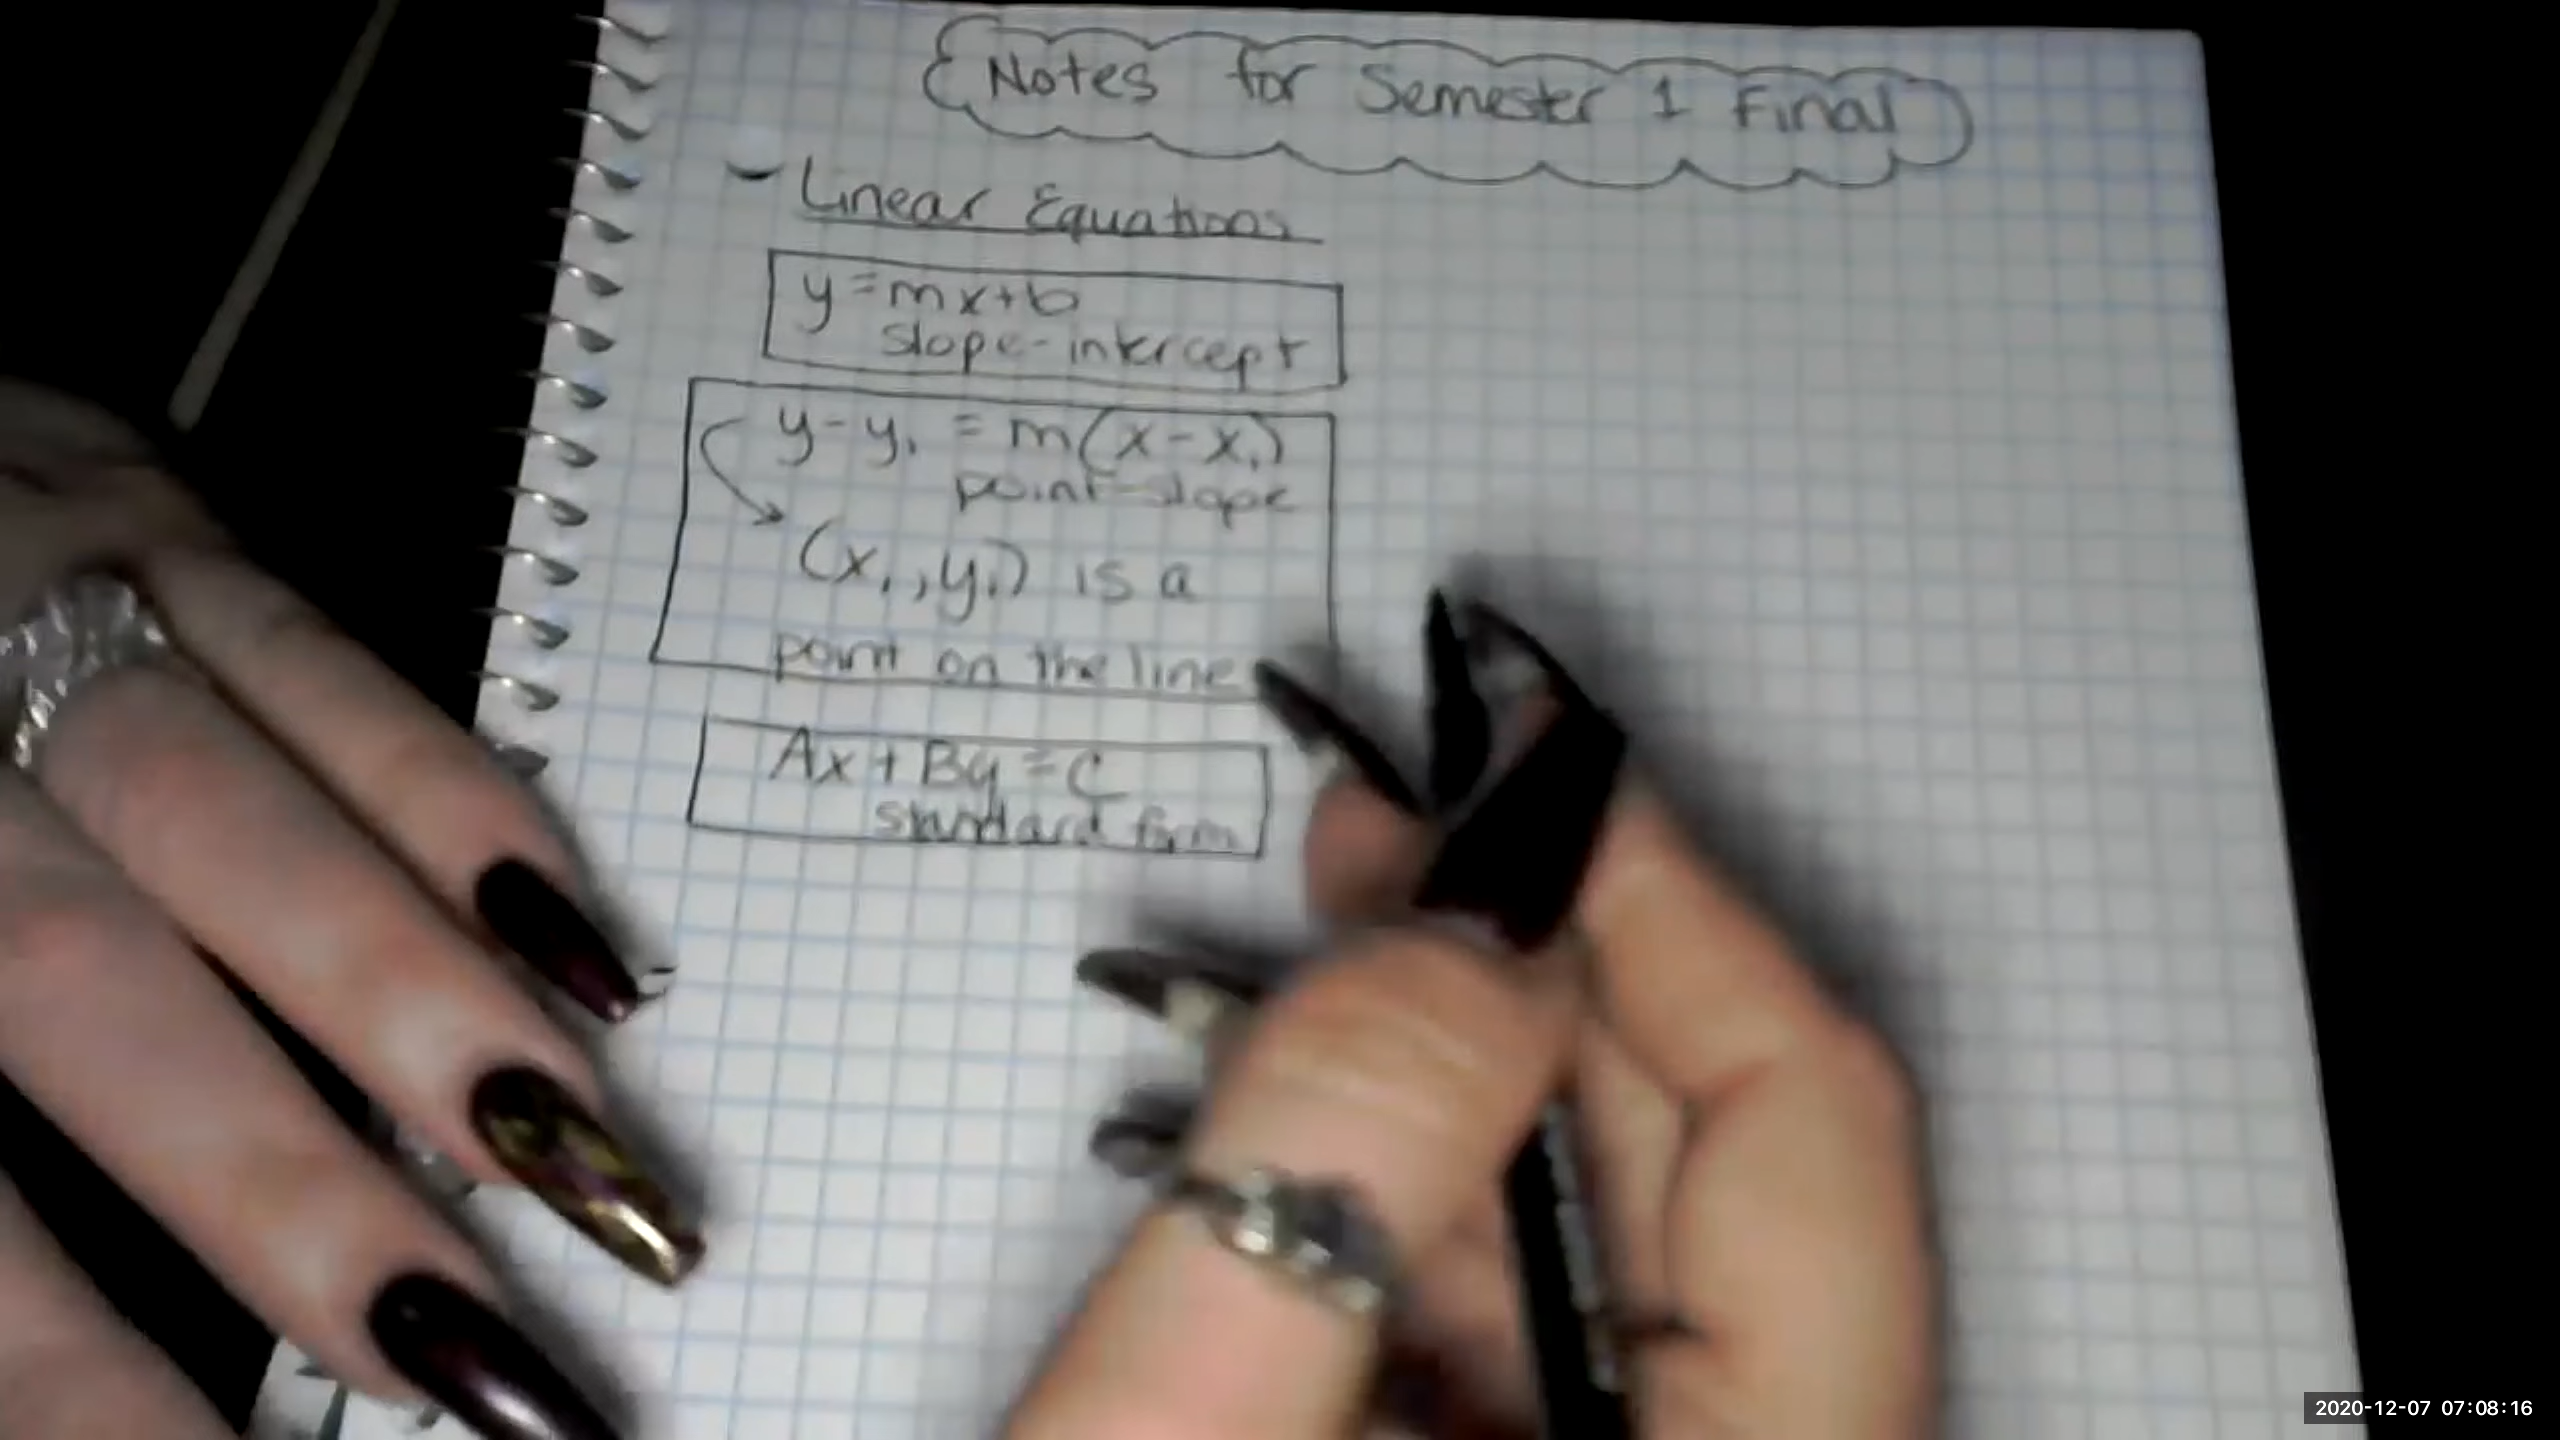 Notes for Semester 1 Final
- Linear Equations
y = mx + b
slope-intercept
y - y₁ = m(x - x₁)
point-slope
(x₁, y₁) is a
point on the line
Ax + By = C
standard form
2020-12-07 07:08:16